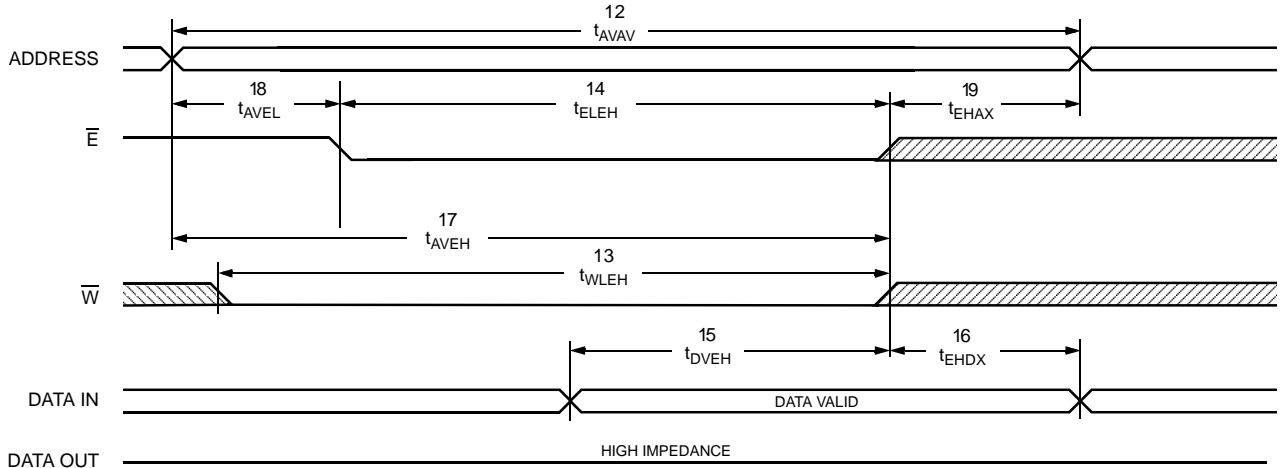 12
tAVAV
ADDRESS
18
tAVEL
14
tELEH
19
tEHAX
E̅
17
tAVEH
13
tWLEH
W̅
15
tDVEH
16
tEHDX
DATA IN
DATA VALID
DATA OUT
HIGH IMPEDANCE